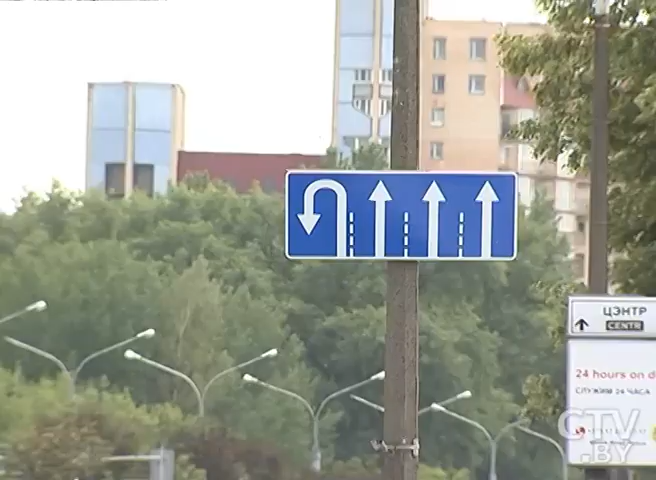 ЦЭНТР
CENTR
24 hours on d
СЛУЖИМ 24 ЧАСА
CTV
.BY